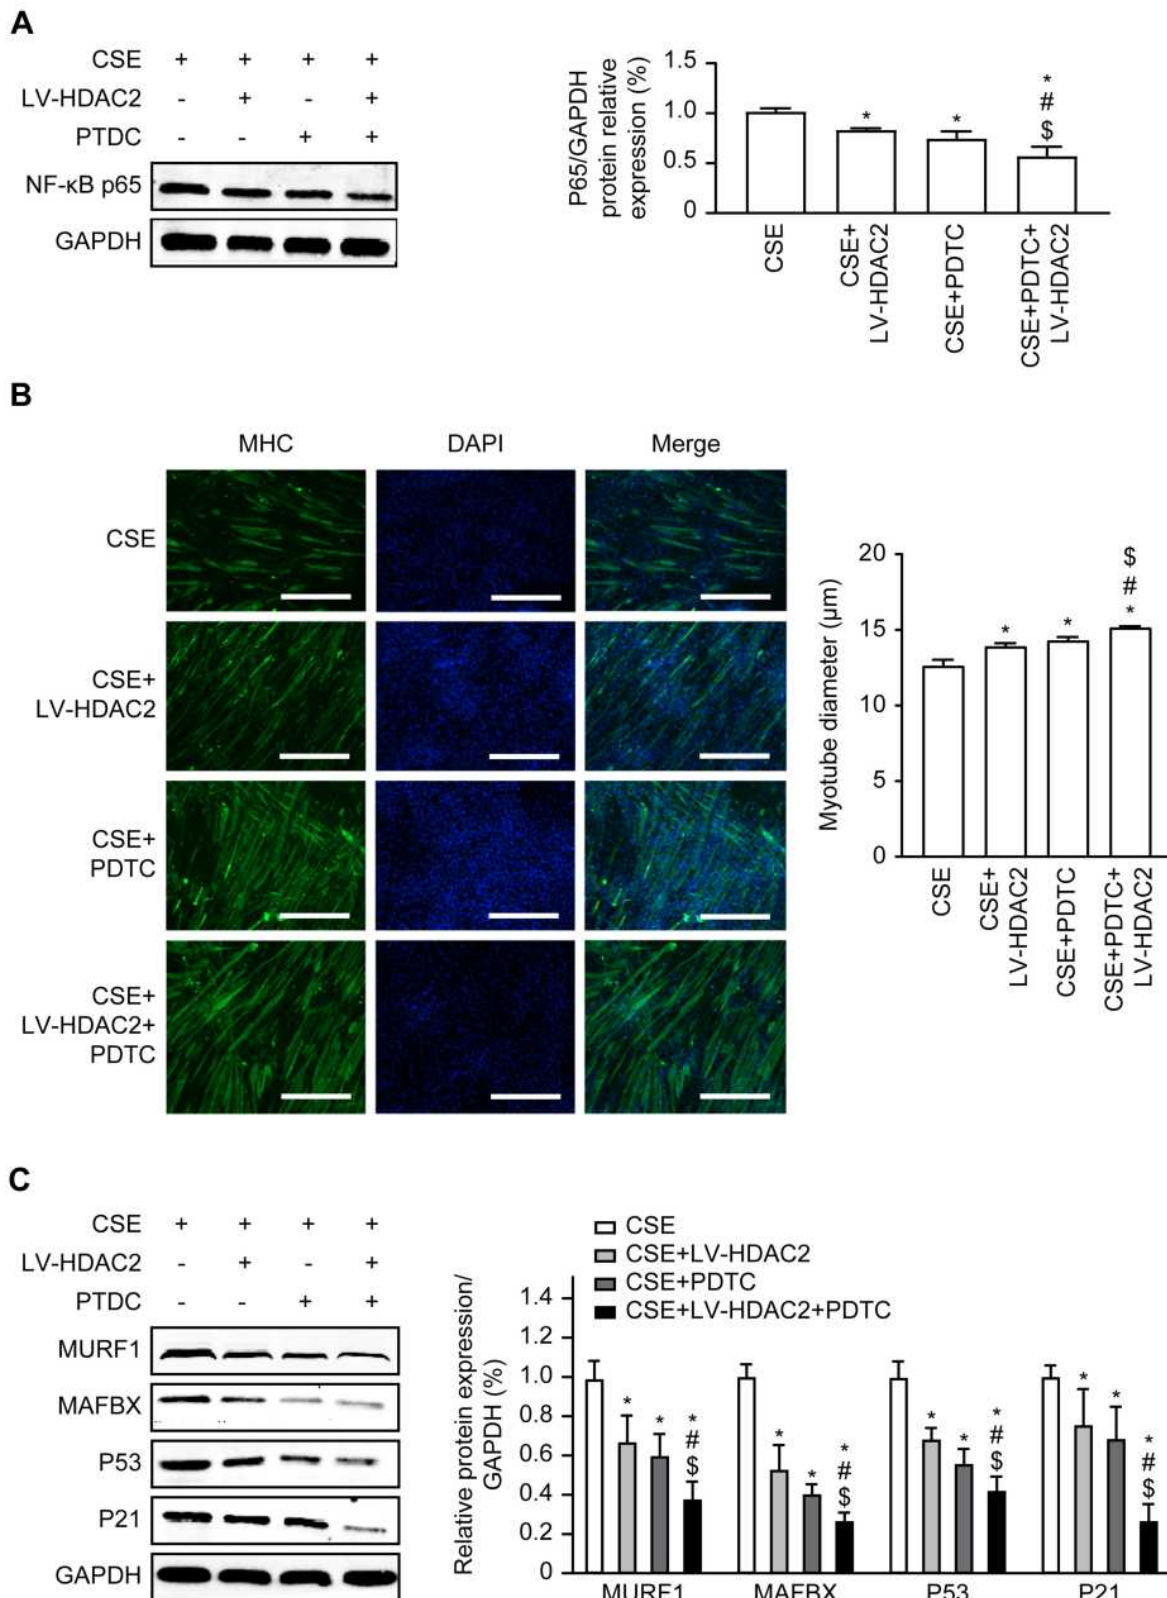 A
CSE + + + +
LV-HDAC2 - + - +
PTDC - - + +
NF-κB p65
GAPDH
P65/GAPDH
protein relative
expression (%)
1.5
1.0
0.5
0
*
*
*
#
$
CSE
CSE+
LV-HDAC2
CSE+PDTC
CSE+PDTC+
LV-HDAC2
B
MHC DAPI Merge
CSE
CSE+
LV-HDAC2
CSE+
PDTC
CSE+
LV-HDAC2+
PDTC
Myotube diameter (µm)
20
15
10
5
0
*
*
$
#
*
CSE
CSE+
LV-HDAC2
CSE+PDTC
CSE+PDTC+
LV-HDAC2
C
CSE + + + +
LV-HDAC2 - + - +
PTDC - - + +
MURF1
MAFBX
P53
P21
GAPDH
CSE
CSE+LV-HDAC2
CSE+PDTC
CSE+LV-HDAC2+PDTC
Relative protein expression/
GAPDH (%)
1.4
1.2
1.0
0.8
0.6
0.4
0.2
0
*
*
*
#
$
*
*
*
#
$
*
*
*
#
$
*
*
*
#
$
MURF1 MAFBX P53 P21